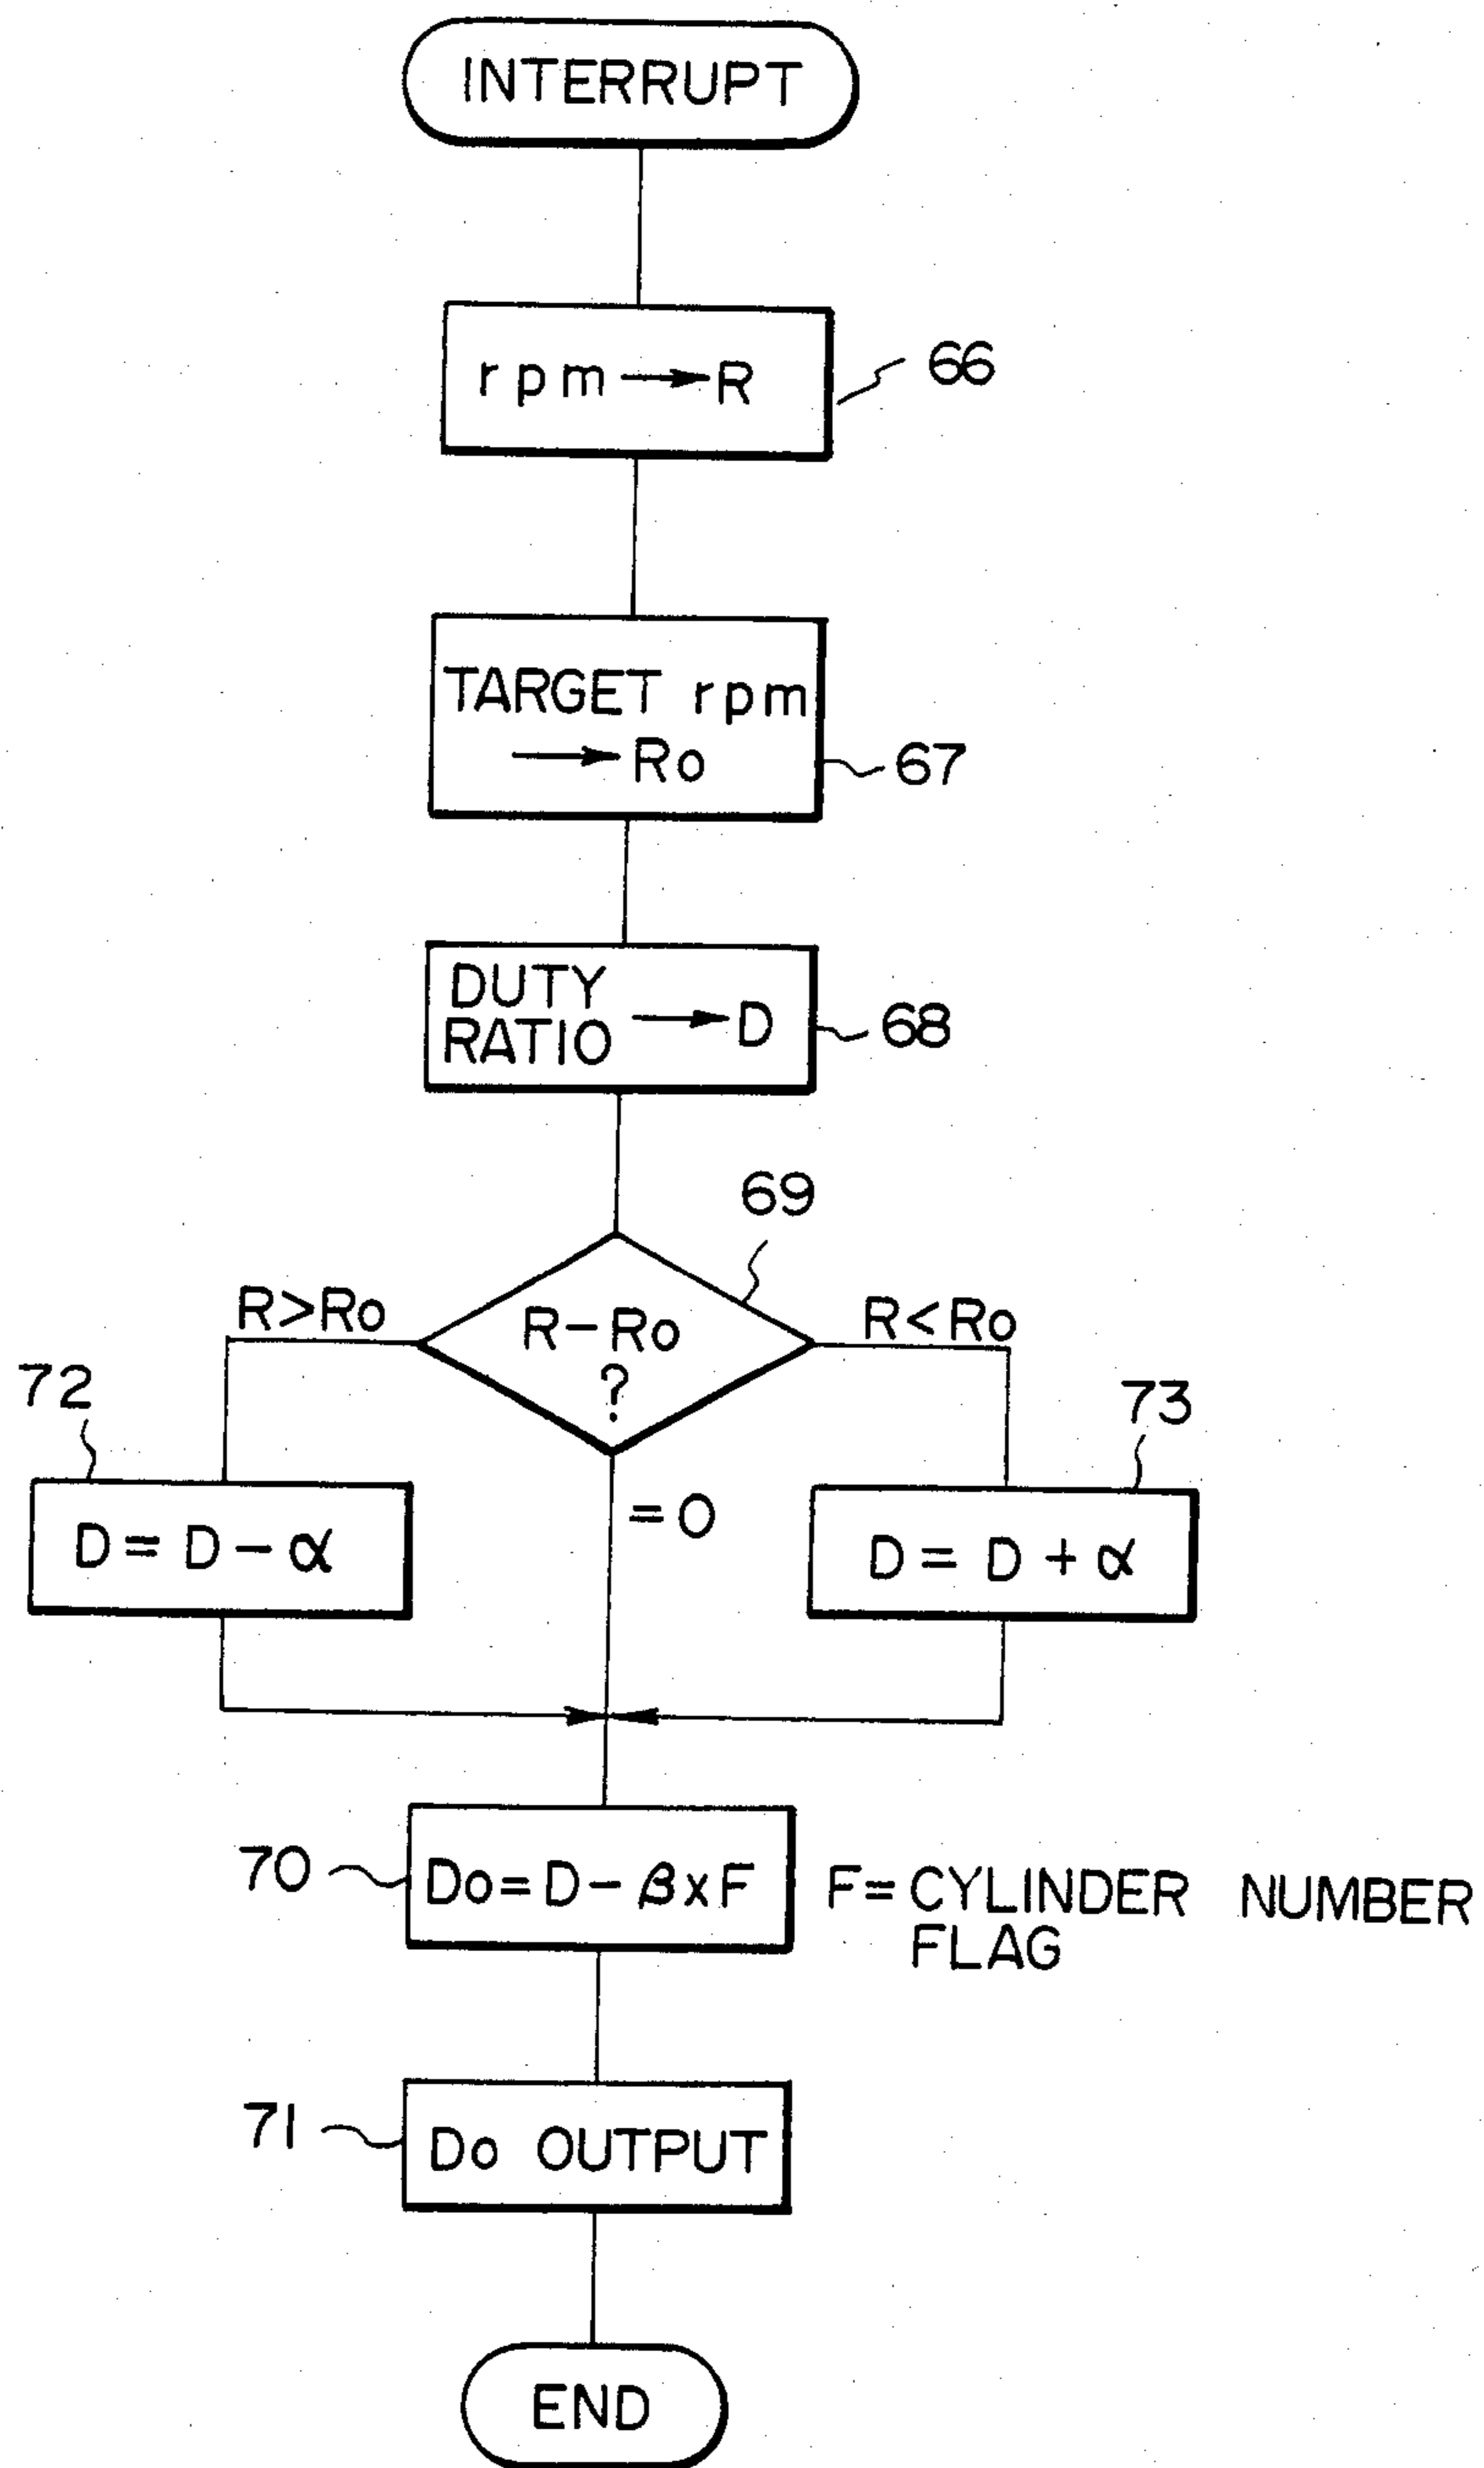 INTERRUPT
rpm → R
66
TARGET rpm
→ Ro
67
DUTY
RATIO → D
68
69
R>Ro
R-Ro
?
R<Ro
72
73
D = D - α
= 0
D = D + α
70
Do = D - β x F
F = CYLINDER NUMBER
FLAG
71
Do OUTPUT
END